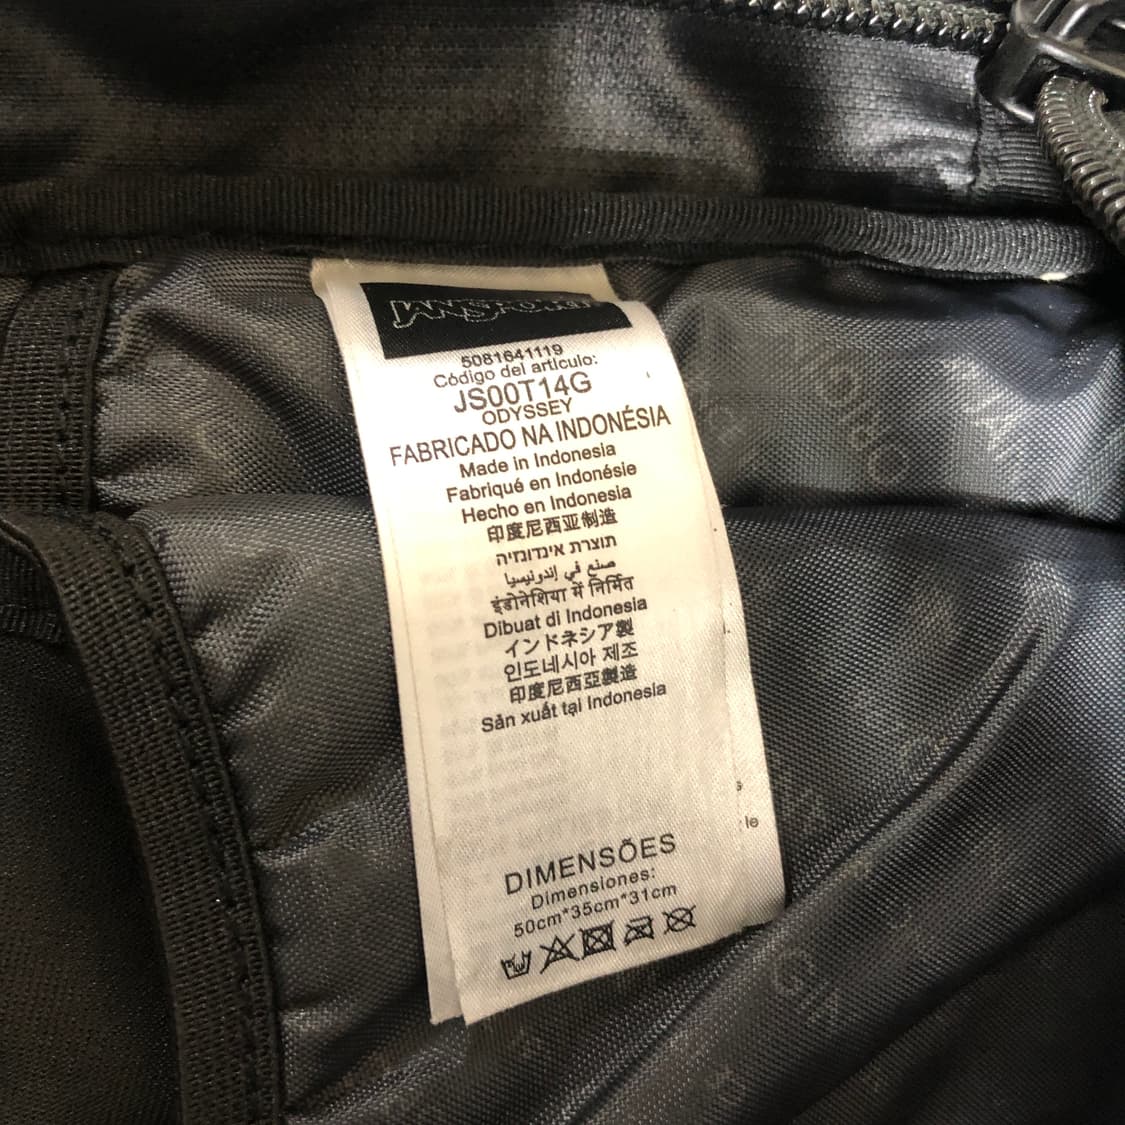 JANSPORT
5081641119
Código del artículo:
JS00T14G
ODYSSEY
FABRICADO NA INDONÉSIA
Made in Indonesia
Fabriqué en Indonésie
Hecho en Indonesia
印度尼西亚制造
תוצרת אינדונזיה
صنع في إندونيسيا
इंडोनेशिया में निर्मित
Dibuat di Indonesia
インドネシア製
인도네시아 제조
印度尼西亞製造
Sản xuất tại Indonesia
DIMENSÕES
Dimensiones:
50cm*35cm*31cm
le